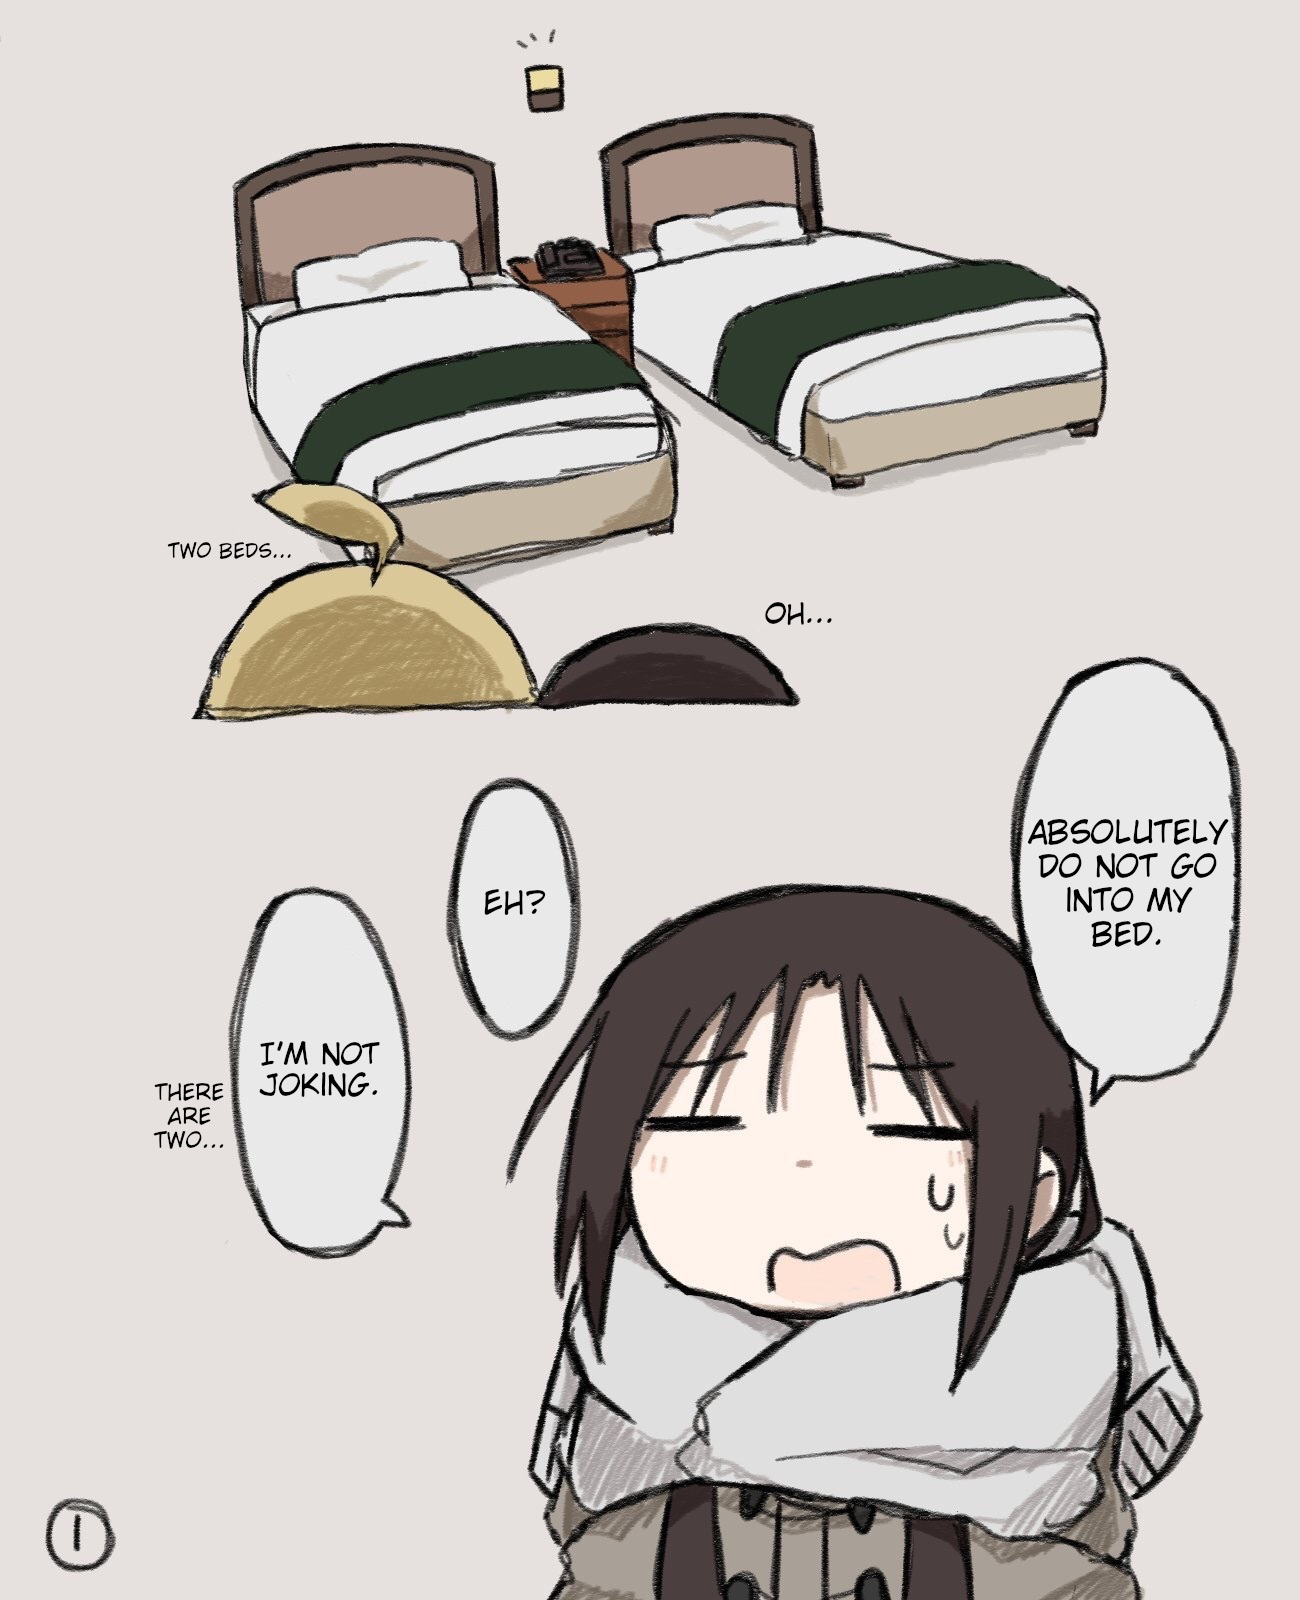 TWO BEDS...
OH...
ABSOLUTELY
DO NOT GO
INTO MY
BED.
EH?
I'M NOT
JOKING.
THERE
ARE
TWO...
1